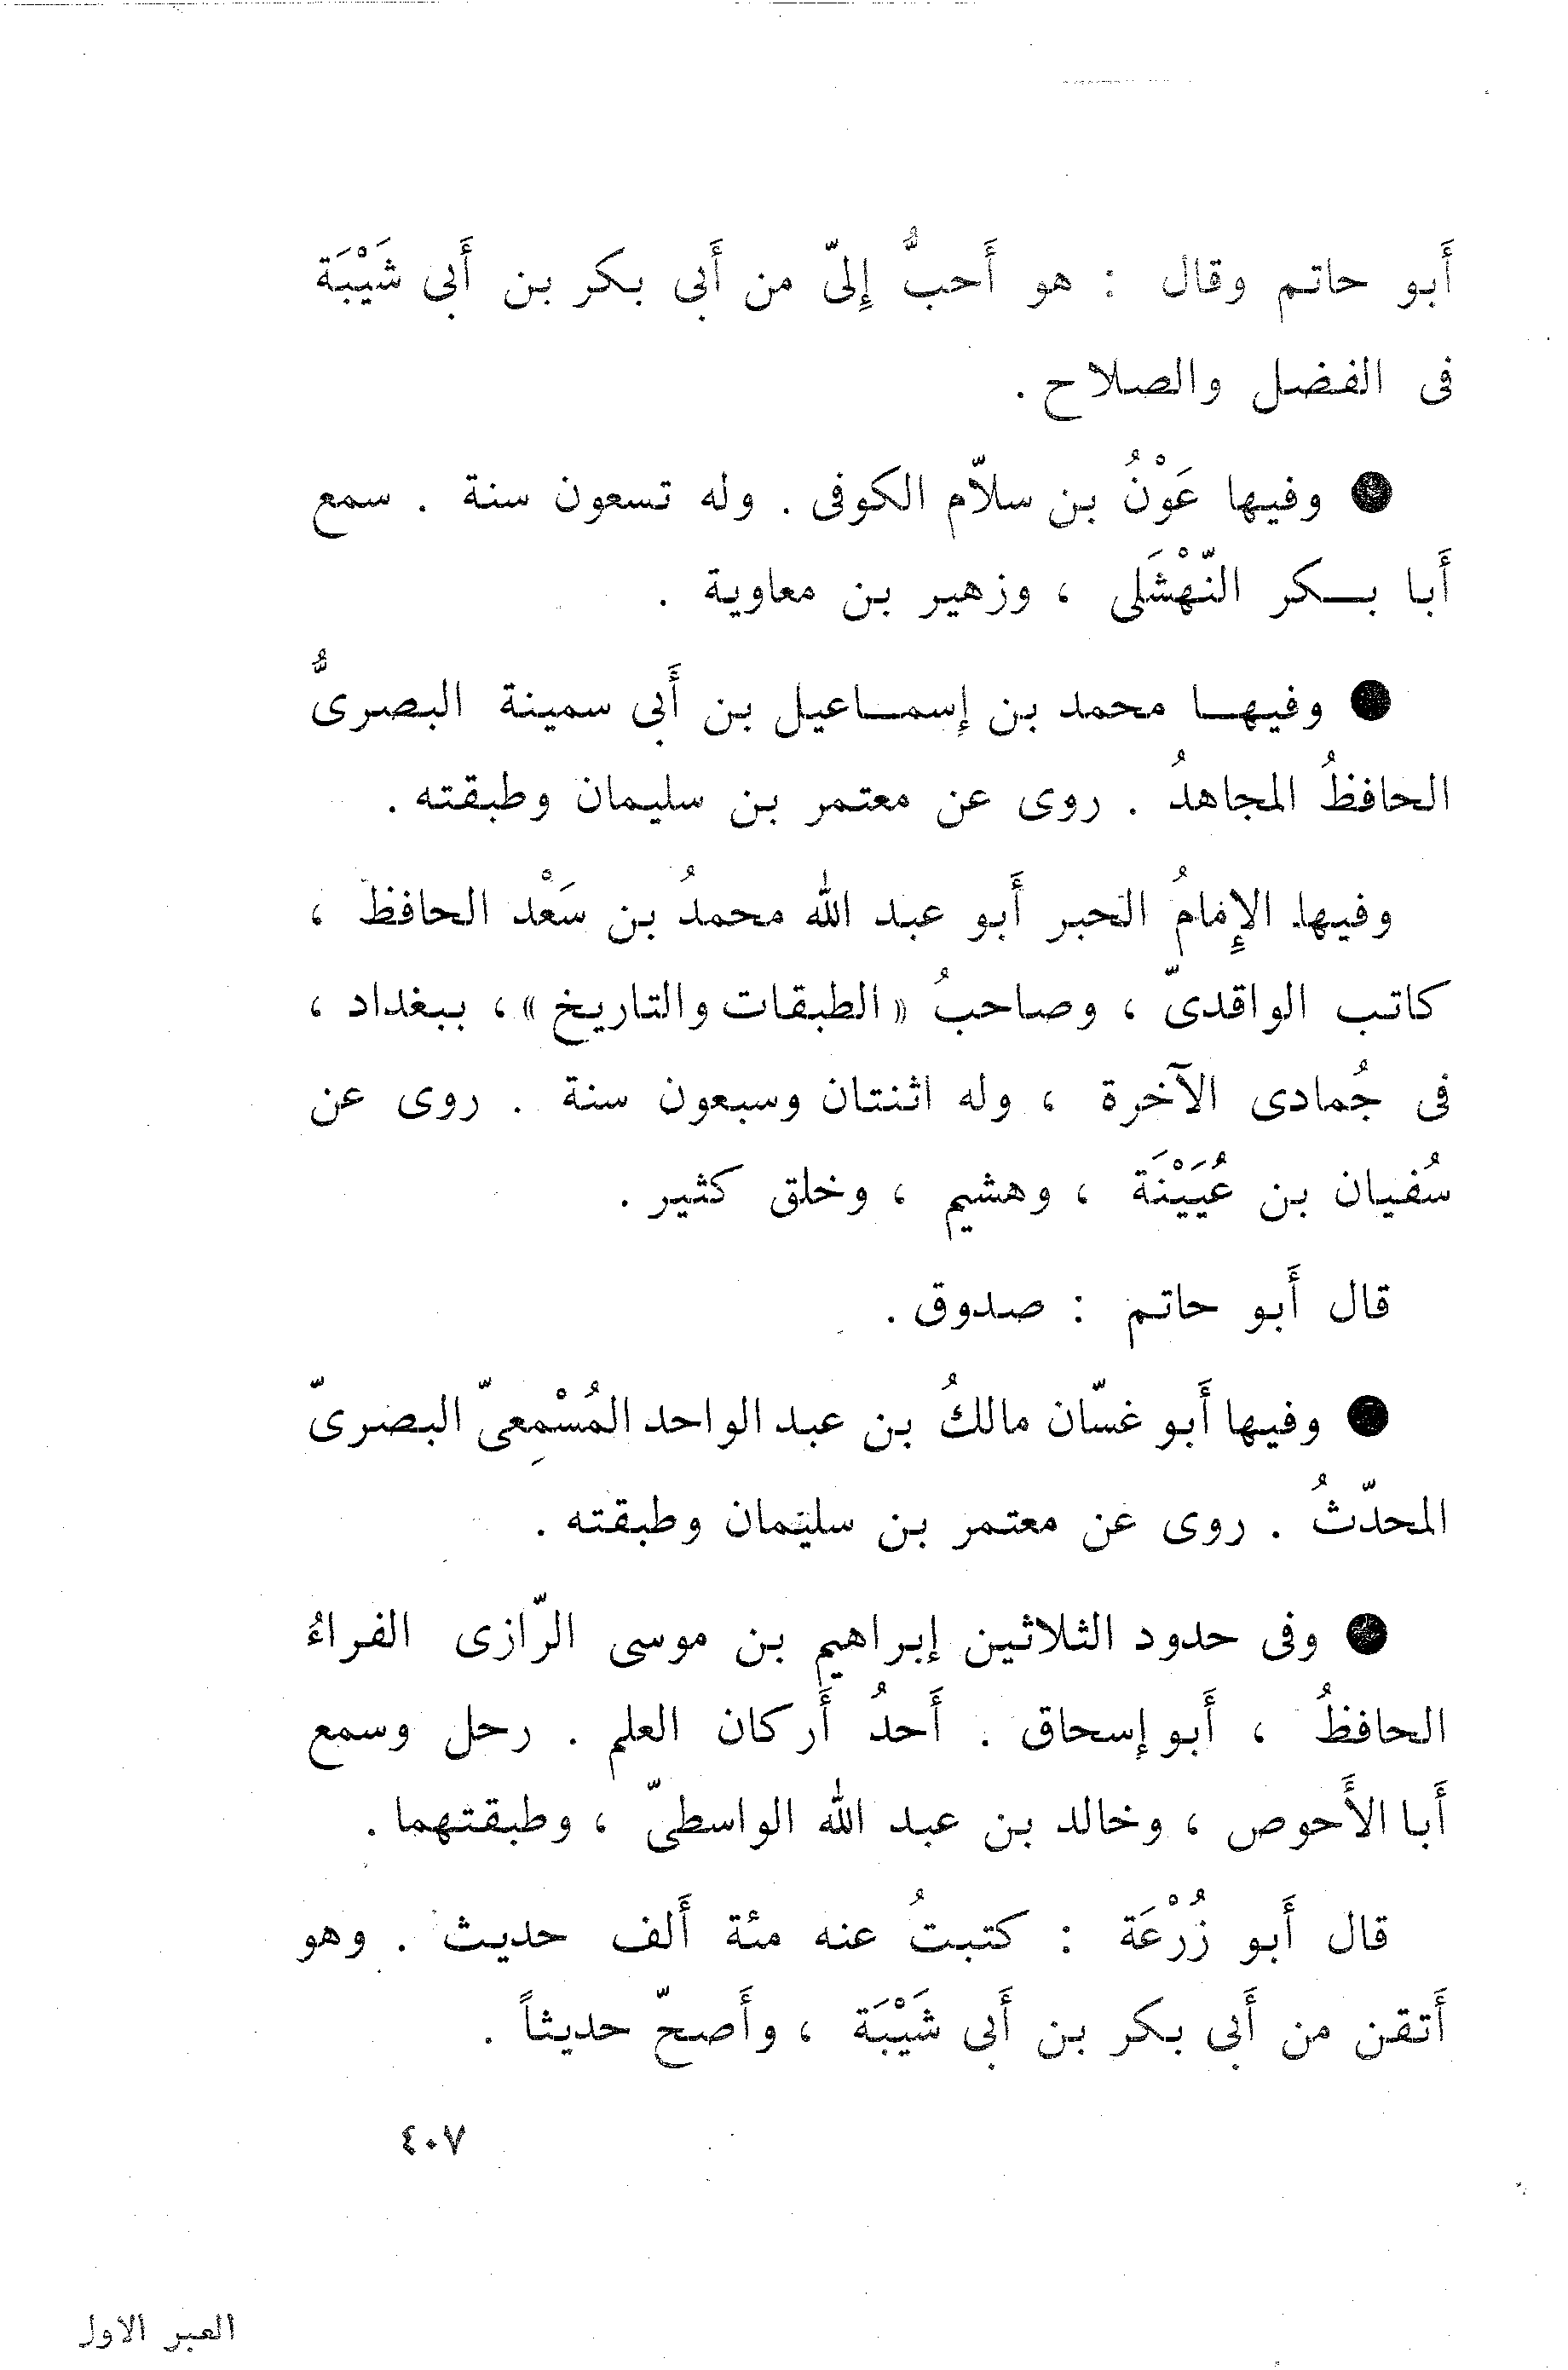 أَبو حاتم وقال : هو أَحبُّ إِلىّ من أَبى بكر بن أَبى شَيْبَة
فى الفضل والصلاح .
● وفيها عَوْنُ بن سلاّم الكوفى . وله تسعون سنة . سمع
أَبا بكر النّهْشَلى ، وزهير بن معاوية .
● وفيها محمد بن إسماعيل بن أَبى سمينة البصرىُّ
الحافظُ المجاهدُ . روى عن معتمر بن سليمان وطبقته .
وفيها الإِمامُ الحبر أَبو عبد الله محمدُ بن سَعْد الحافظ ،
كاتب الواقدىّ ، وصاحبُ «الطبقات والتاريخ» ، ببغداد ،
فى جُمادى الآخرة ، وله اثنتان وسبعون سنة . روى عن
سُفيان بن عُيَيْنَة ، وهشيم ، وخلق كثير .
قال أَبو حاتم : صدوق .
● وفيها أَبو غسّان مالكُ بن عبد الواحد المُسْمِعىّ البصرىّ
المحدّثُ . روى عن معتمر بن سليمان وطبقته .
● وفى حدود الثلاثين إبراهيم بن موسى الرّازى الفراءُ
الحافظُ ، أَبو إسحاق . أَحدُ أَركان العلم . رحل وسمع
أَبا الأَحوص ، وخالد بن عبد الله الواسطىّ ، وطبقتهما .
قال أَبو زُرْعَة : كتبتُ عنه مئة أَلف حديث . وهو
أَتقن من أَبى بكر بن أَبى شَيْبَة ، وأَصحّ حديثاً .
٤٠٧
العبر الاول